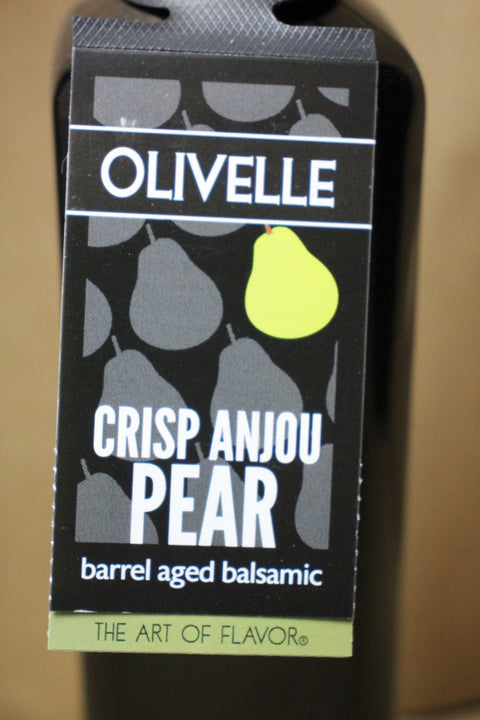 OLIVELLE
CRISP ANJOU
PEAR
barrel aged balsamic
THE ART OF FLAVOR®